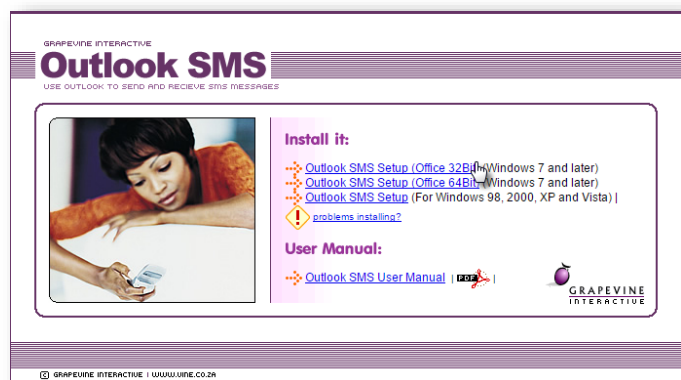 GRAPEVINE INTERACTIVE
Outlook SMS
USE OUTLOOK TO SEND AND RECIEVE SMS MESSAGES
Install it:
Outlook SMS Setup (Office 32Bit) (Windows 7 and later)
Outlook SMS Setup (Office 64Bit) (Windows 7 and later)
Outlook SMS Setup (For Windows 98, 2000, XP and Vista) |
! problems installing?
User Manual:
Outlook SMS User Manual | PDF |
GRAPEVINE
INTERACTIVE
© GRAPEVINE INTERACTIVE | WWW.VINE.CO.ZA